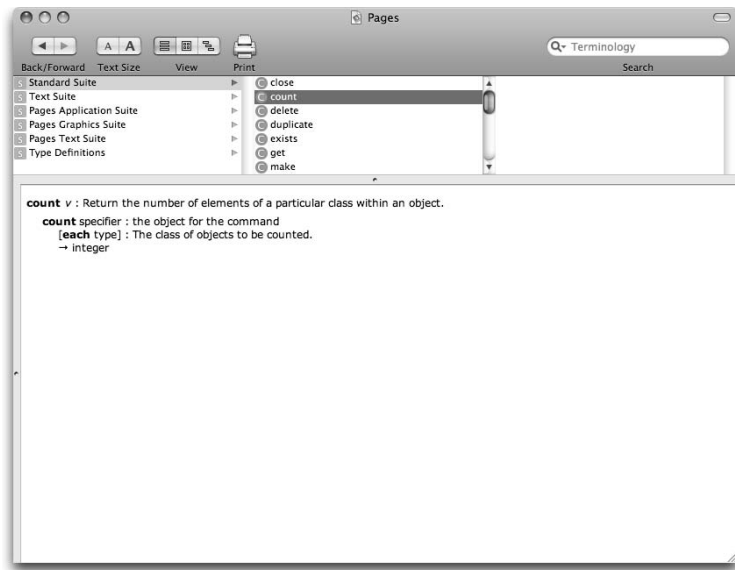 Pages
A A
Terminology
Back/Forward Text Size View Print Search
S Standard Suite
S Text Suite
S Pages Application Suite
S Pages Graphics Suite
S Pages Text Suite
S Type Definitions
C close
C count
C delete
C duplicate
C exists
C get
C make
count v : Return the number of elements of a particular class within an object.
count specifier : the object for the command
[each type] : The class of objects to be counted.
→ integer